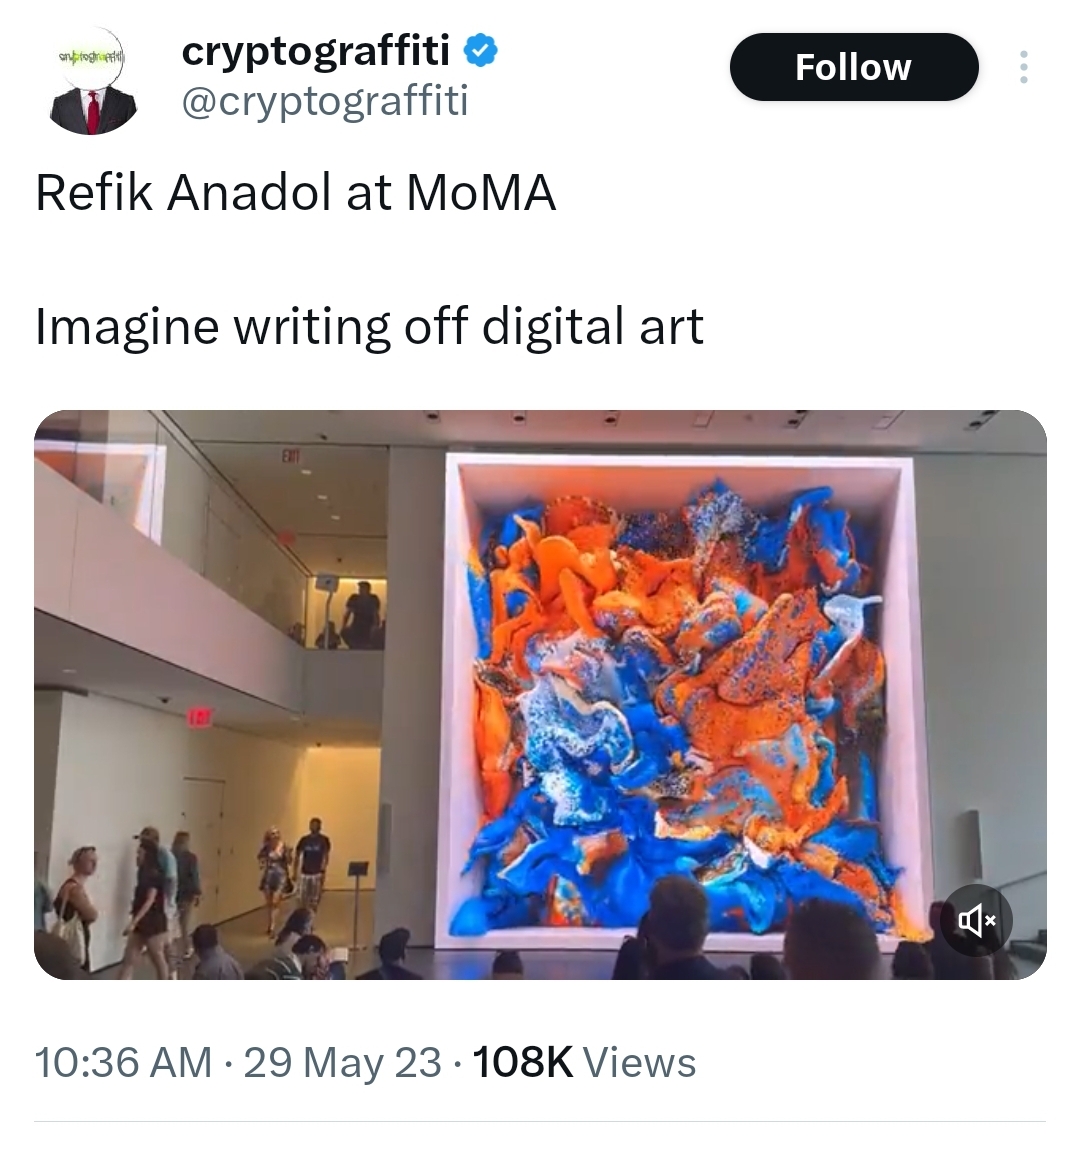 cryptograffiti
cryptograffiti
@cryptograffiti
Follow
Refik Anadol at MoMA
Imagine writing off digital art
EXIT
EXIT
10:36 AM · 29 May 23 · 108K Views